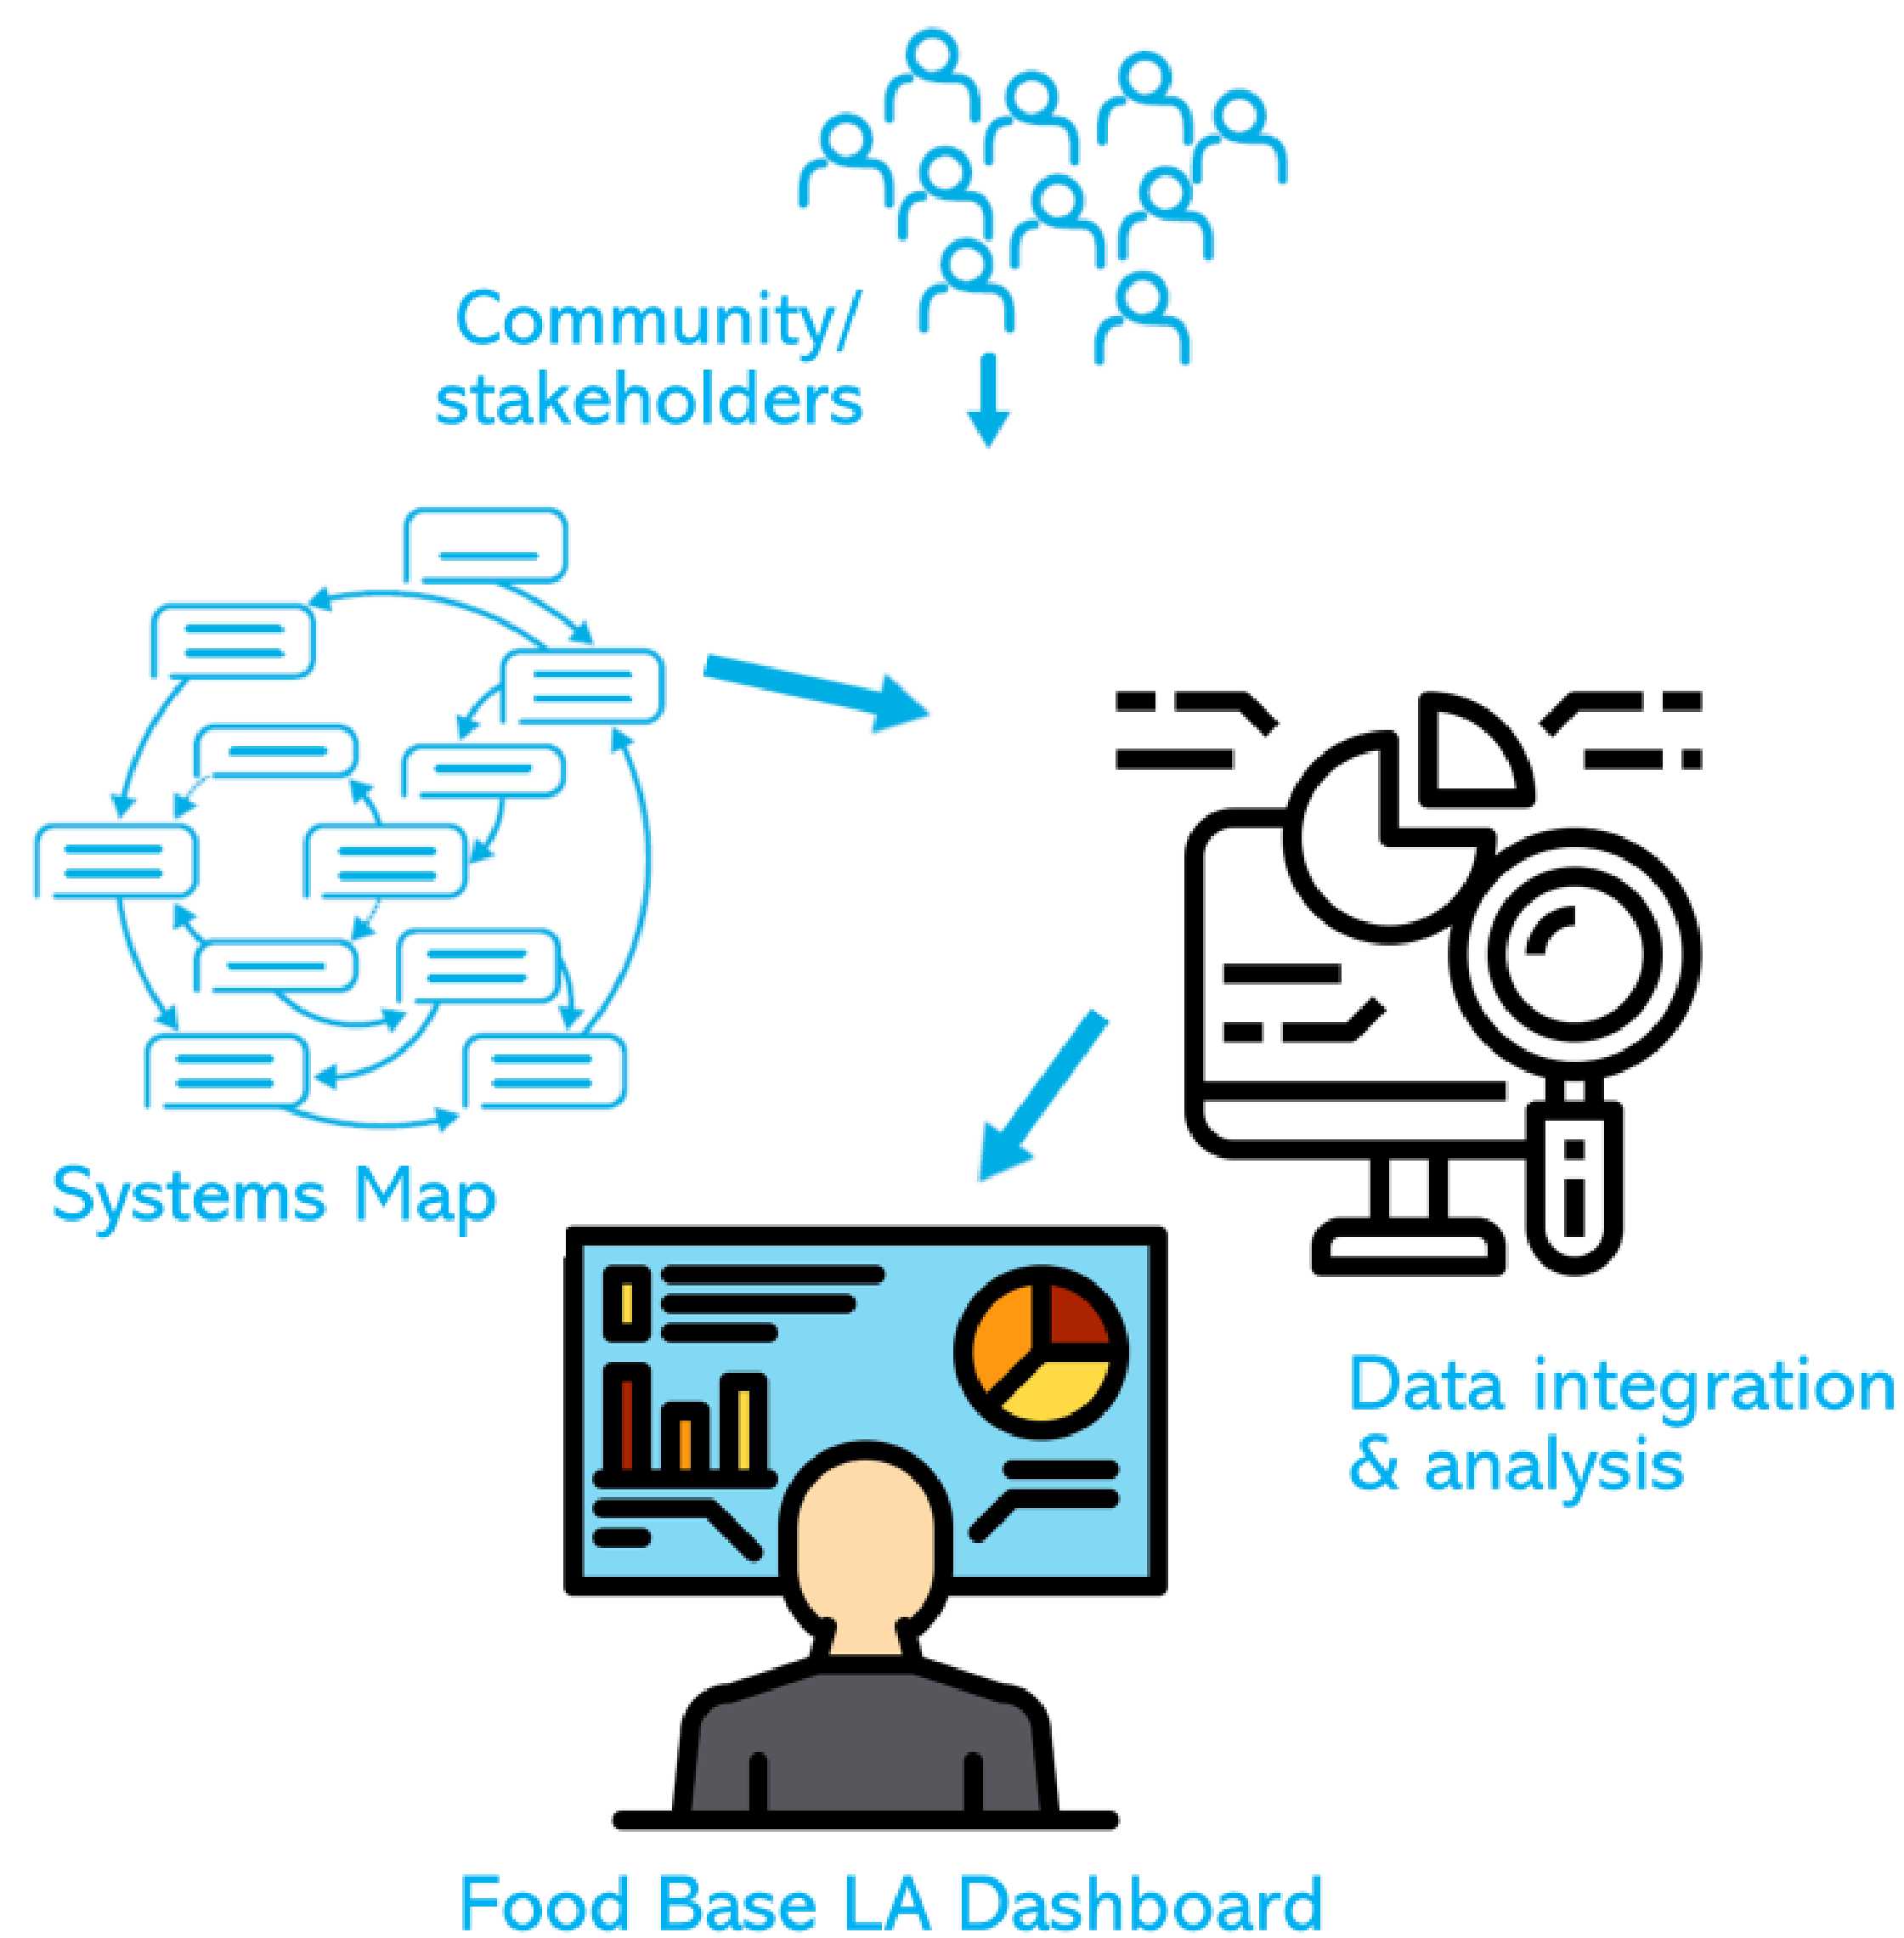 Community/
stakeholders
Systems Map
Data integration
& analysis
Food Base LA Dashboard